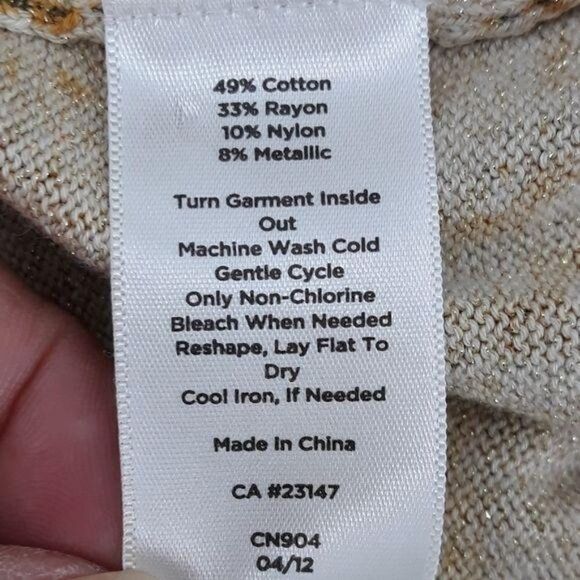 49% Cotton
33% Rayon
10% Nylon
8% Metallic
Turn Garment Inside
Out
Machine Wash Cold
Gentle Cycle
Only Non-Chlorine
Bleach When Needed
Reshape, Lay Flat To
Dry
Cool Iron, If Needed
Made in China
CA #23147
CN904
04/12